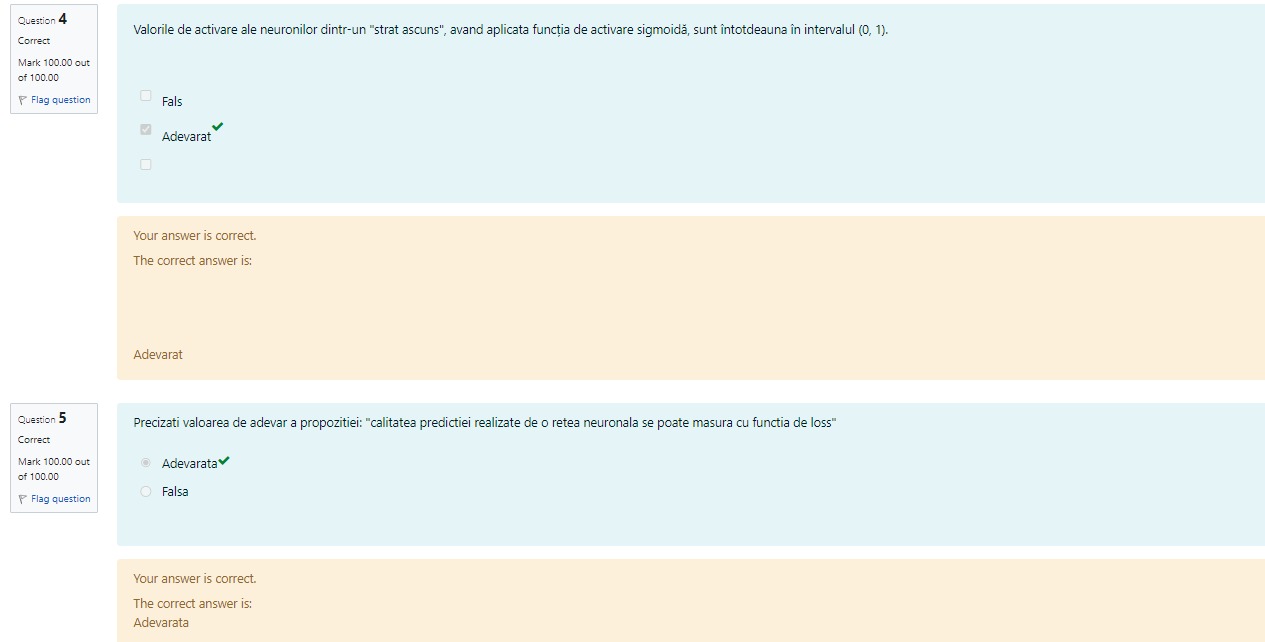 Question 4
Correct
Mark 100.00 out
of 100.00
Flag question
Valorile de activare ale neuronilor dintr-un "strat ascuns", avand aplicata funcția de activare sigmoidă, sunt întotdeauna în intervalul (0, 1).
Fals
Adevarat
Your answer is correct.
The correct answer is:
Adevarat
Question 5
Correct
Mark 100.00 out
of 100.00
Flag question
Precizati valoarea de adevar a propozitiei: "calitatea predictiei realizate de o retea neuronala se poate masura cu functia de loss"
Adevarata
Falsa
Your answer is correct.
The correct answer is:
Adevarata